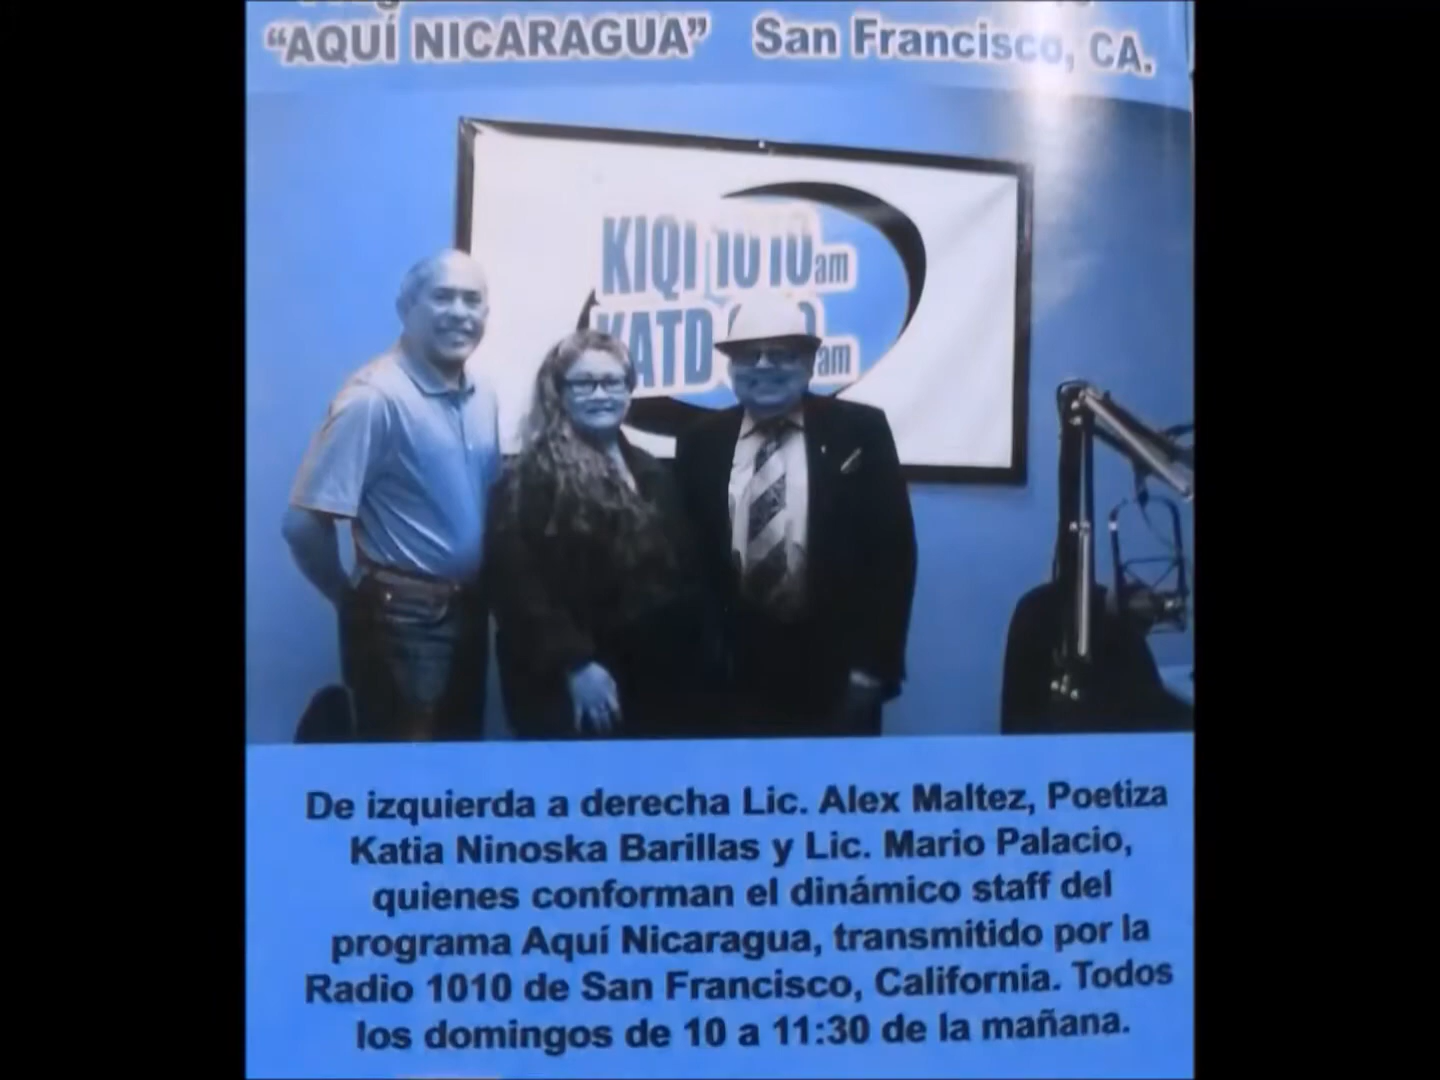 “AQUÍ NICARAGUA” San Francisco, CA.
KIQI 1010am
KATD am
De izquierda a derecha Lic. Alex Maltez, Poetiza
Katia Ninoska Barillas y Lic. Mario Palacio,
quienes conforman el dinámico staff del
programa Aquí Nicaragua, transmitido por la
Radio 1010 de San Francisco, California. Todos
los domingos de 10 a 11:30 de la mañana.